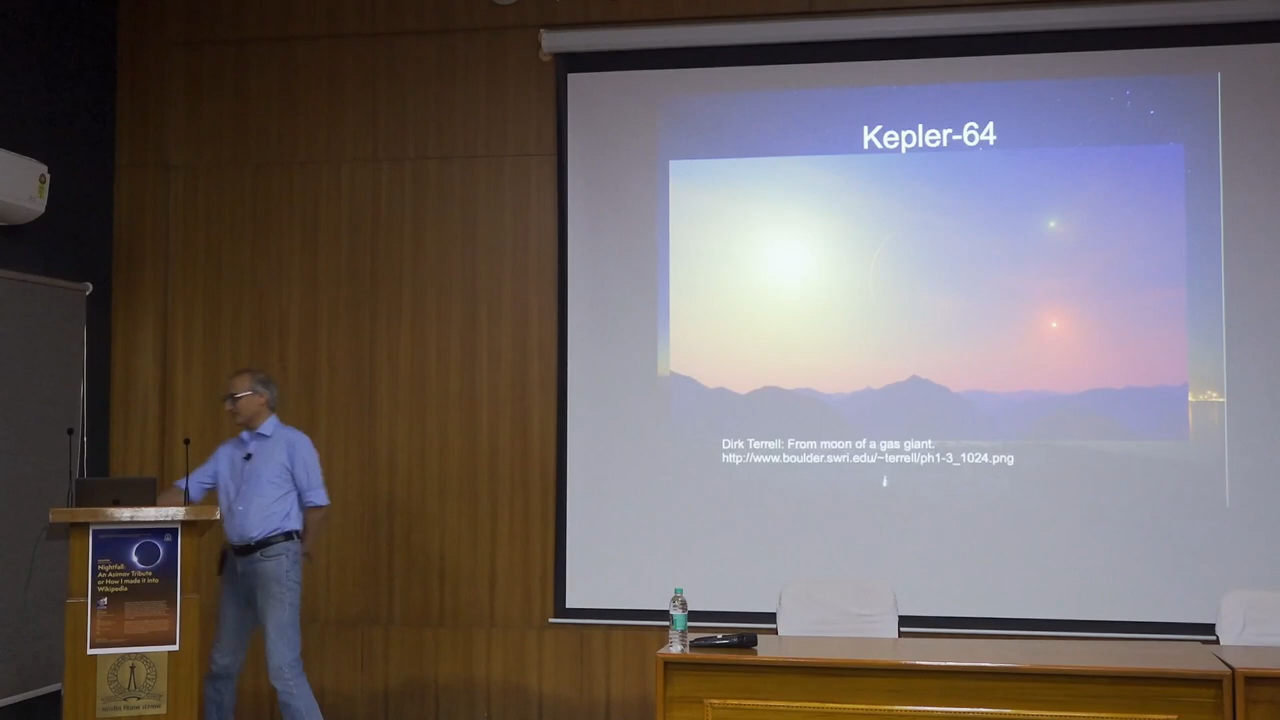 Kepler-64
Dirk Terrell: From moon of a gas giant.
http://www.boulder.swri.edu/~terrell/ph1-3_1024.png
Nightfall:
An Asimov Tribute
or How I made it into
Wikipedia